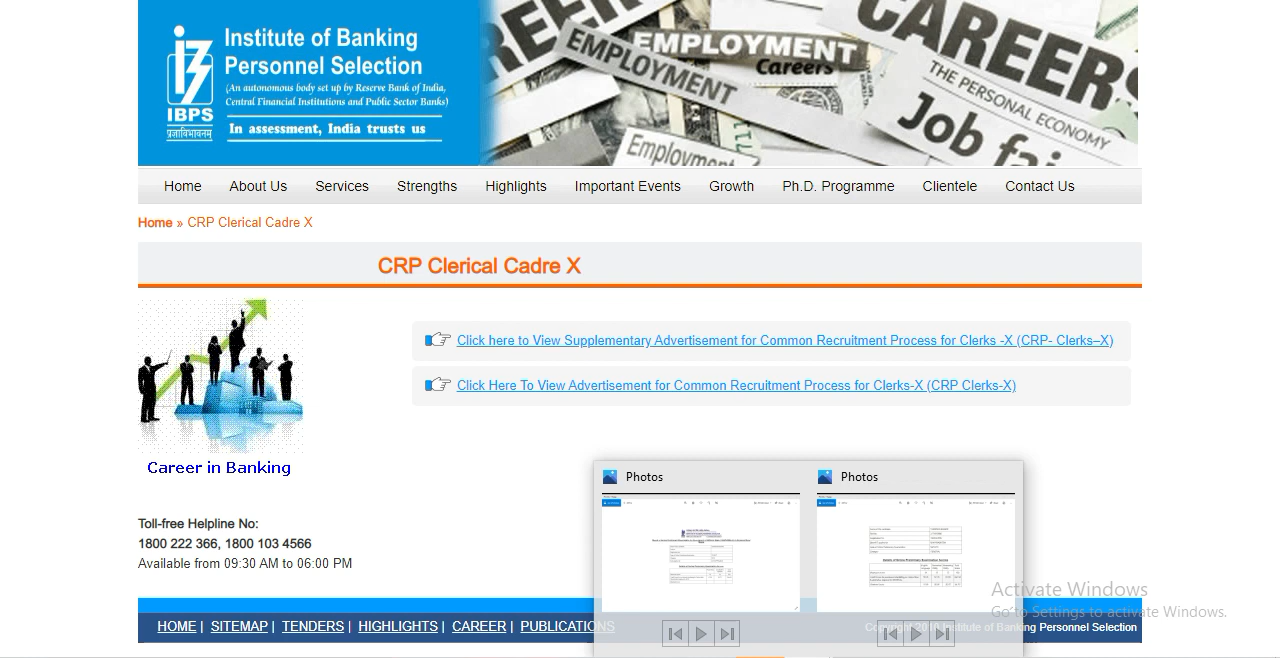 Institute of Banking
Personnel Selection
(An autonomous body set up by Reserve Bank of India,
Central Financial Institutions and Public Sector Banks)
IBPS
प्रज्ञाविभावनम्
In assessment, India trusts us
EMPLOYMENT
EMPLOYMENT
Careers
CAREERS
THE PERSONAL ECONOMY
Job fai
Employment
Home About Us Services Strengths Highlights Important Events Growth Ph.D. Programme Clientele Contact Us
Home » CRP Clerical Cadre X
CRP Clerical Cadre X
Click here to View Supplementary Advertisement for Common Recruitment Process for Clerks -X (CRP- Clerks–X)
Click Here To View Advertisement for Common Recruitment Process for Clerks-X (CRP Clerks-X)
Career in Banking
Photos Photos
Toll-free Helpline No:
1800 222 366, 1800 103 4566
Available from 09:30 AM to 06:00 PM
Activate Windows
Go to Settings to activate Windows.
HOME | SITEMAP | TENDERS | HIGHLIGHTS | CAREER | PUBLICATIONS
Institute of Banking Personnel Selection